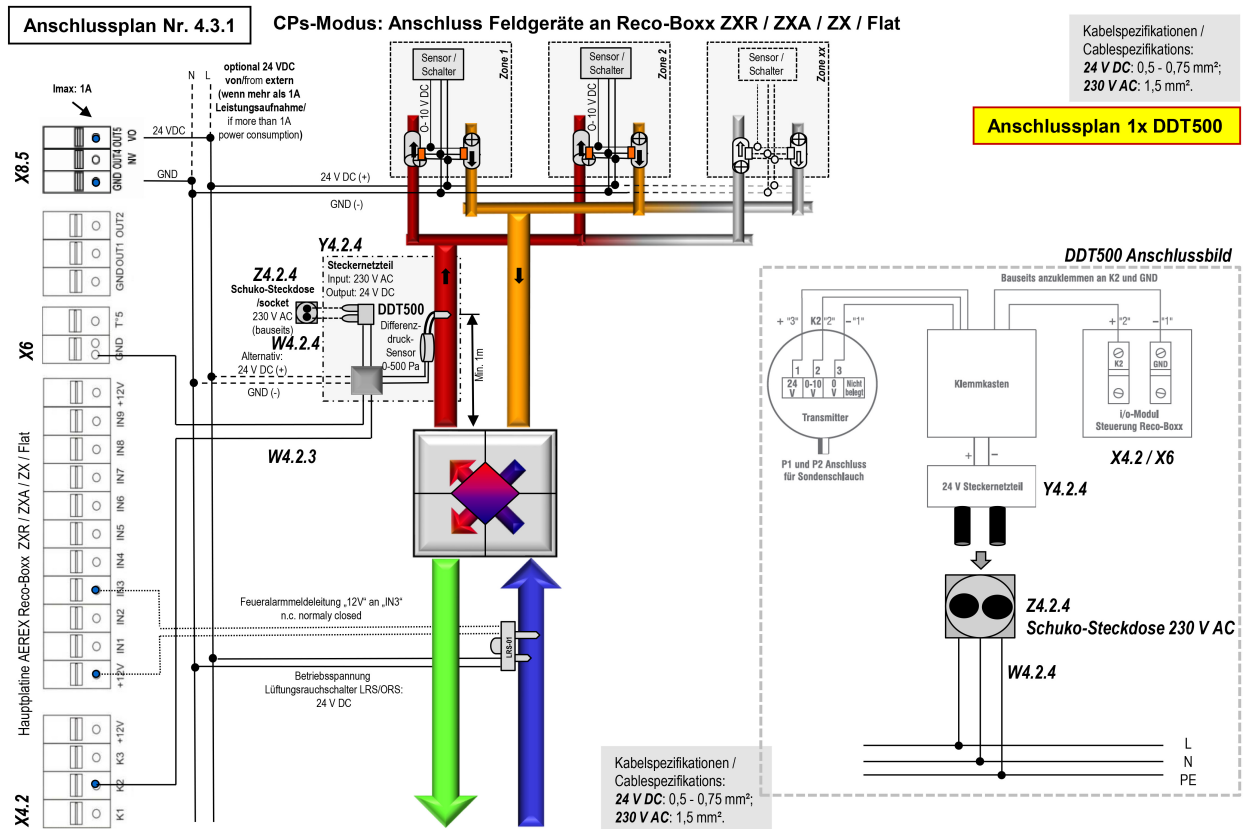 Anschlussplan Nr. 4.3.1
CPs-Modus: Anschluss Feldgeräte an Reco-Boxx ZXR / ZXA / ZX / Flat
Kabelspezifikationen /
Cablespezifikations:
24 V DC: 0,5 - 0,75 mm²;
230 V AC: 1,5 mm².
Anschlussplan 1x DDT500
Imax: 1A
N
L
optional 24 VDC
von/from extern
(wenn mehr als 1A
Leistungsaufnahme/
if more than 1A
power consumption)
24 VDC
GND
X8.5
OUT5
VO
OUT4
INV
GND
Sensor /
Schalter
Zone 1
O- 10 V DC
Sensor /
Schalter
Zone 2
O- 10 V DC
Sensor /
Schalter
Zone xx
24 V DC (+)
GND (-)
OUT2
OUT1
GND
X6
T°5
GND
Y4.2.4
Steckernetzteil
Input: 230 V AC
Output: 24 V DC
Z4.2.4
Schuko-Steckdose
/socket
230 V AC
(bauseits)
W4.2.4
DDT500
Differenz-
druck-
Sensor
0-500 Pa
Min. 1m
Alternativ:
24 V DC (+)
GND (-)
W4.2.3
Hauptplatine AEREX Reco-Boxx ZXR / ZXA / ZX / Flat
+12V
IN9
IN8
IN7
IN6
IN5
IN4
IN3
IN2
IN1
+12V
Feueralarmmeldeleitung „12V“ an „IN3“
n.c. normaly closed
LRS-01
Betriebsspannung
Lüftungsrauchschalter LRS/ORS:
24 V DC
X4.2
+12V
K3
K2
K1
Kabelspezifikationen /
Cablespezifikations:
24 V DC: 0,5 - 0,75 mm²;
230 V AC: 1,5 mm².
DDT500 Anschlussbild
Bauseits anzuklemmen an K2 und GND
+ "3"
K2 "2"
– "1"
+ "2"
– "1"
1 2 3
24 V
0-10 V
0 V
Nicht belegt
Transmitter
P1 und P2 Anschluss
für Sondenschlauch
Klemmkasten
K2
GND
i/o-Modul
Steuerung Reco-Boxx
X4.2 / X6
+ –
24 V Steckernetzteil
Y4.2.4
Z4.2.4
Schuko-Steckdose 230 V AC
W4.2.4
L
N
PE